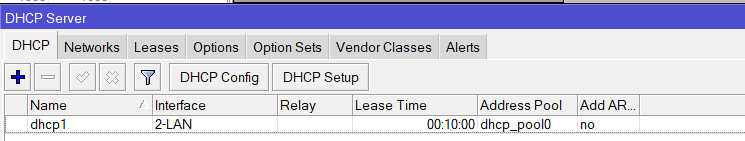 DHCP Server
DHCP Networks Leases Options Option Sets Vendor Classes Alerts
DHCP Config DHCP Setup
Name Interface Relay Lease Time Address Pool Add AR...
dhcp1 2-LAN 00:10:00 dhcp_pool0 no